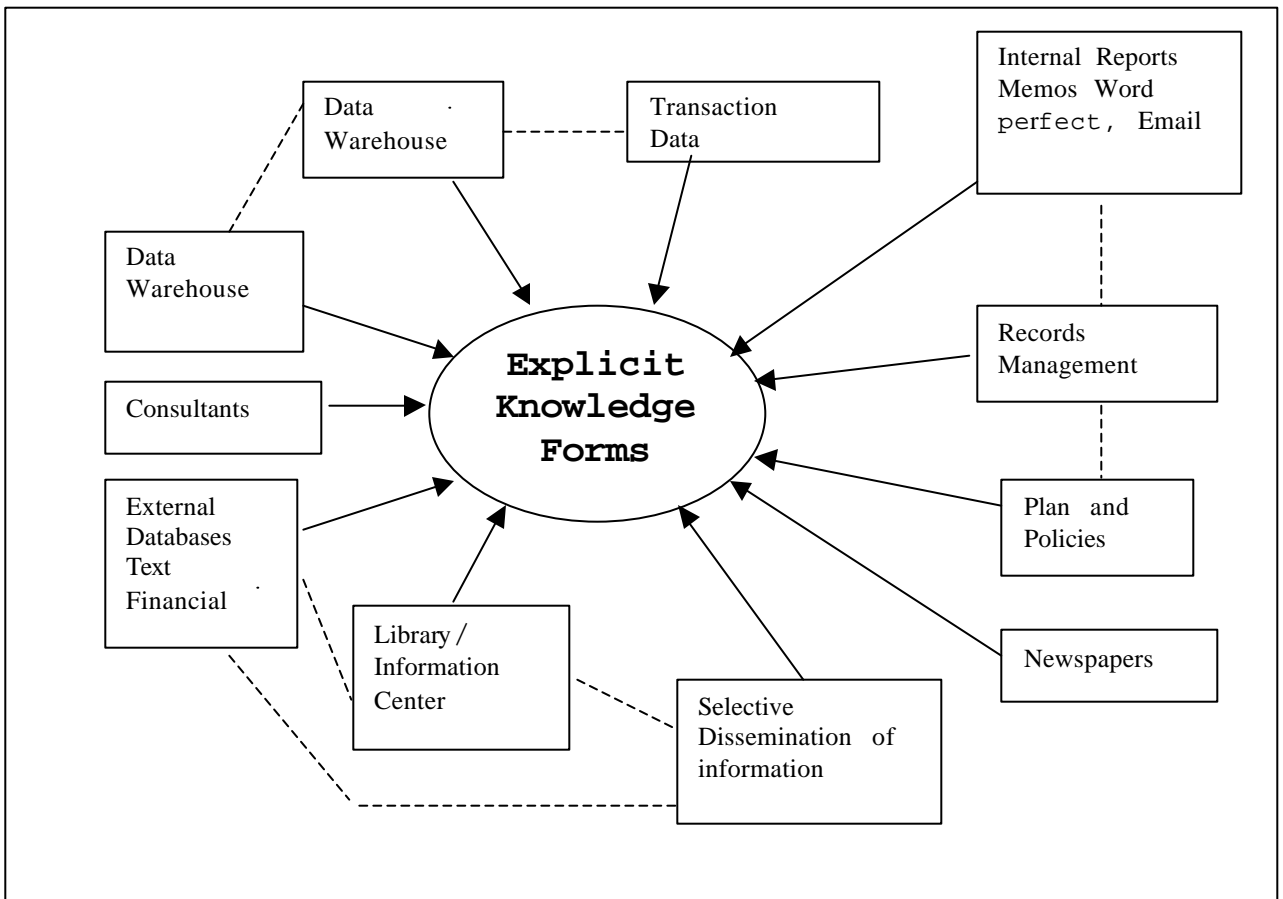 Data
Warehouse
Transaction
Data
Internal Reports
Memos Word
perfect, Email
Data
Warehouse
Explicit
Knowledge
Forms
Records
Management
Consultants
External
Databases
Text
Financial
Plan and
Policies
Library/
Information
Center
Newspapers
Selective
Dissemination of
information